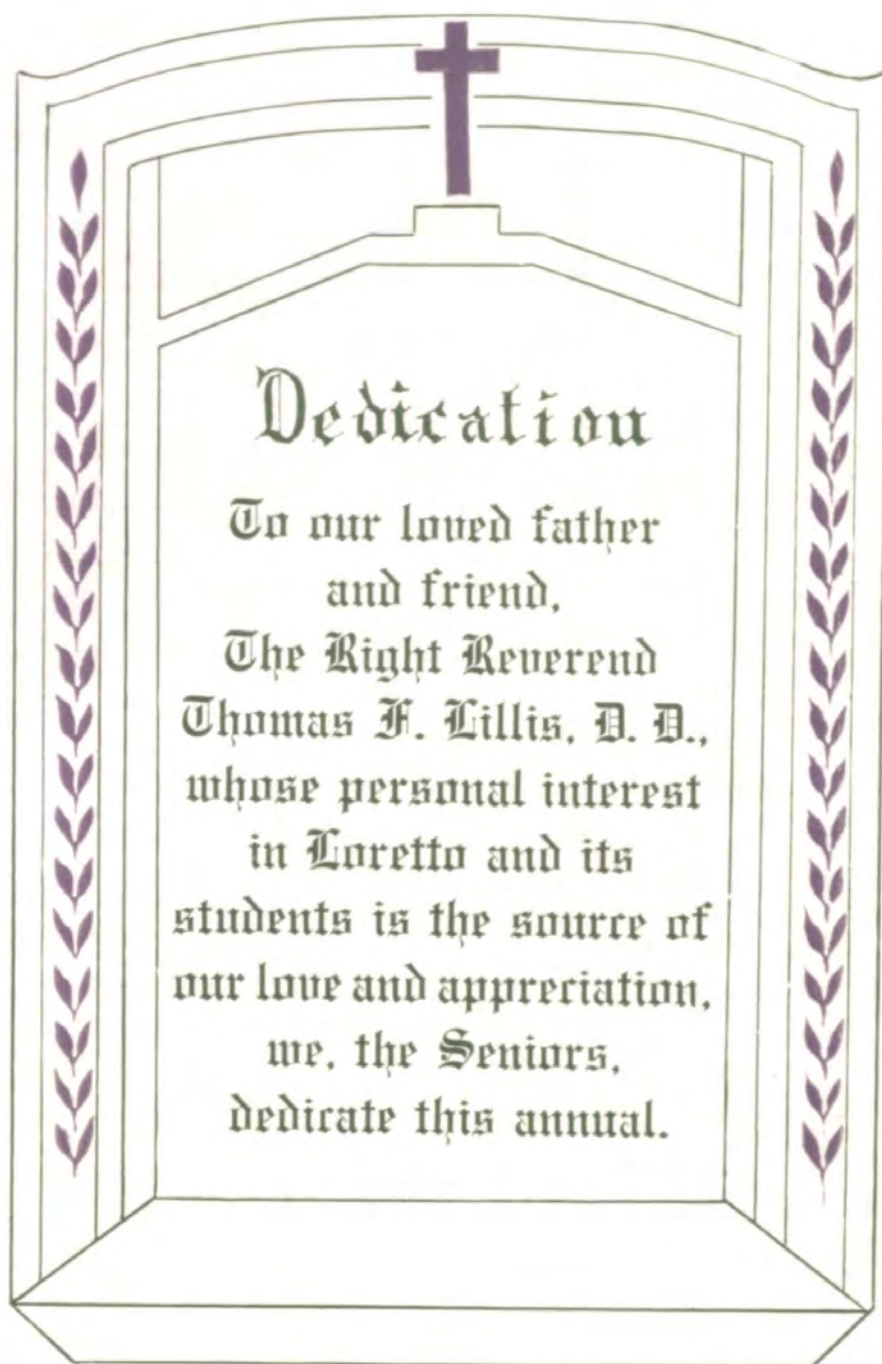 Dedication
To our loved father
and friend,
The Right Reverend
Thomas F. Lillis, D. D.,
whose personal interest
in Loretto and its
students is the source of
our love and appreciation,
we, the Seniors,
dedicate this annual.